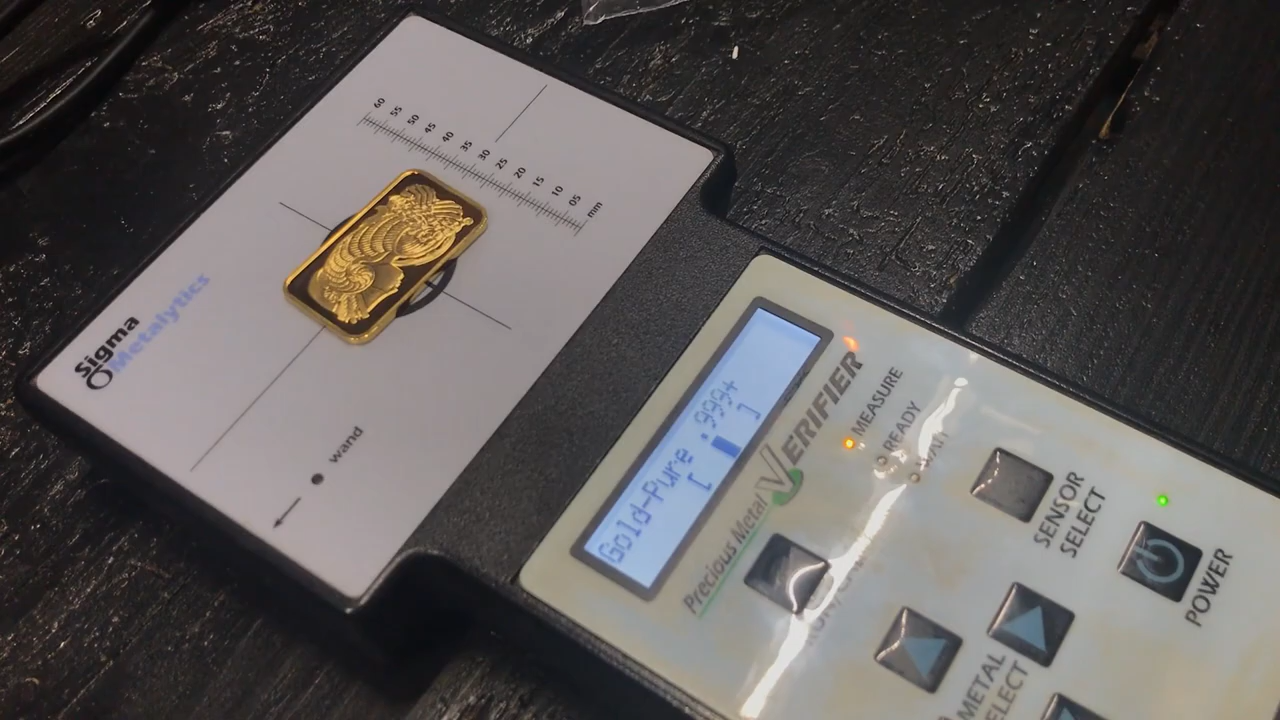 60 55 50 45 40 35 30 25 20 15 10 05 mm
Sigma
Metalytics
wand
Gold-Pure .999+
[ ]
Precious Metal VERIFIER
MEASURE
READY
WAIT
SENSOR
SELECT
POWER
METAL